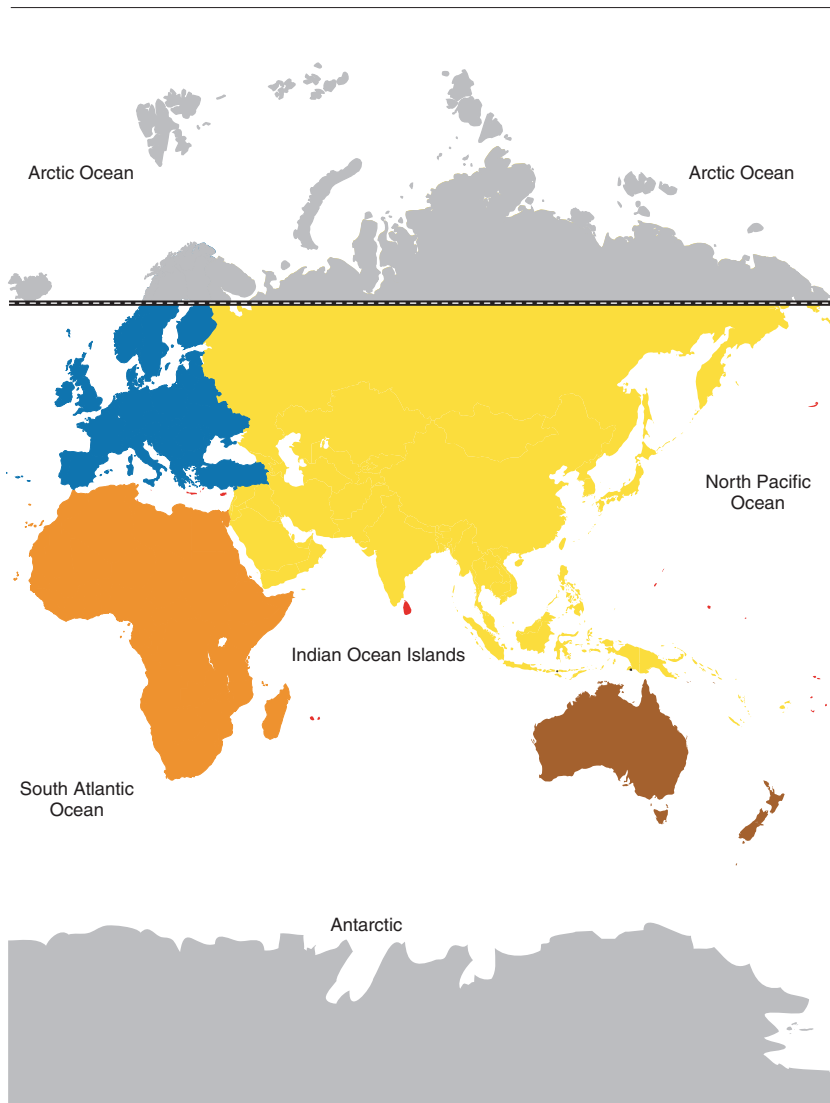 Arctic Ocean
Arctic Ocean
North Pacific
Ocean
Indian Ocean Islands
South Atlantic
Ocean
Antarctic